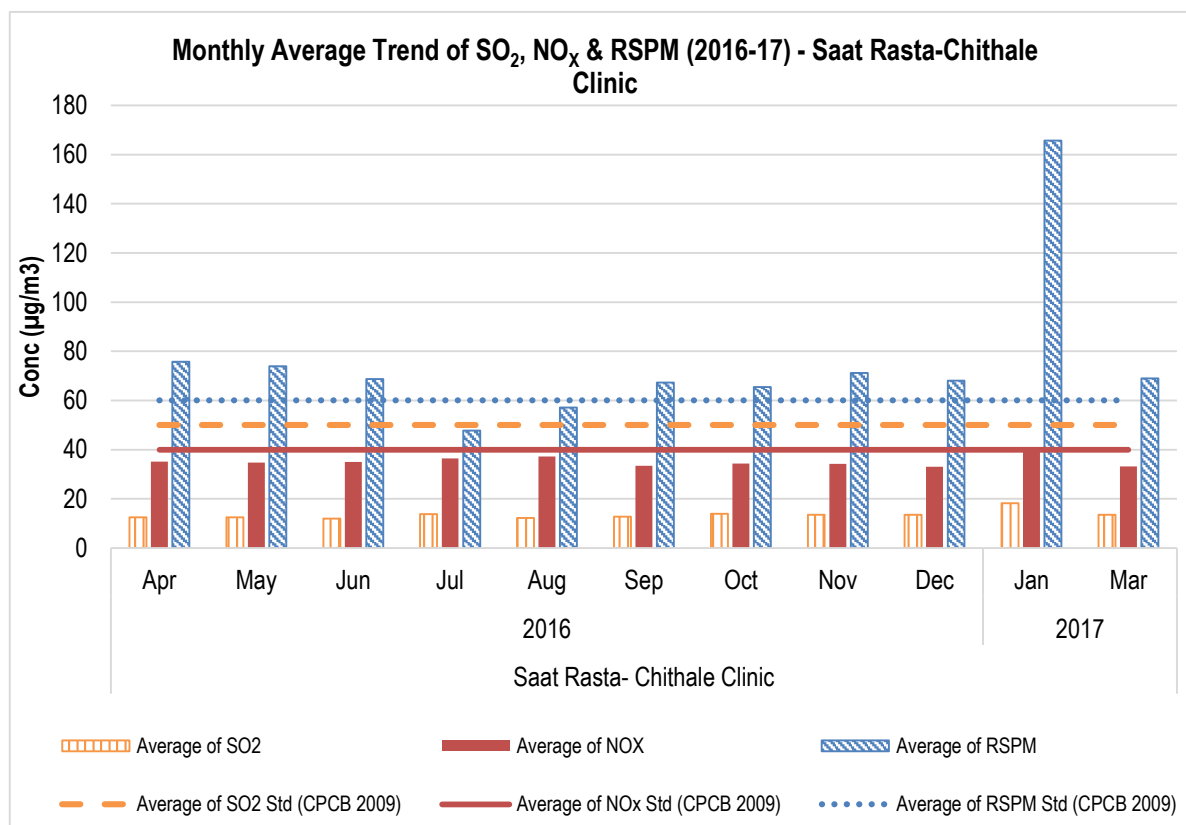 Monthly Average Trend of SO2, NOX & RSPM (2016-17) - Saat Rasta-Chithale
Clinic
Conc (µg/m3)
180
160
140
120
100
80
60
40
20
0
Apr May Jun Jul Aug Sep Oct Nov Dec Jan Mar
2016 2017
Saat Rasta- Chithale Clinic
Average of SO2 Average of NOX Average of RSPM
Average of SO2 Std (CPCB 2009) Average of NOx Std (CPCB 2009) Average of RSPM Std (CPCB 2009)